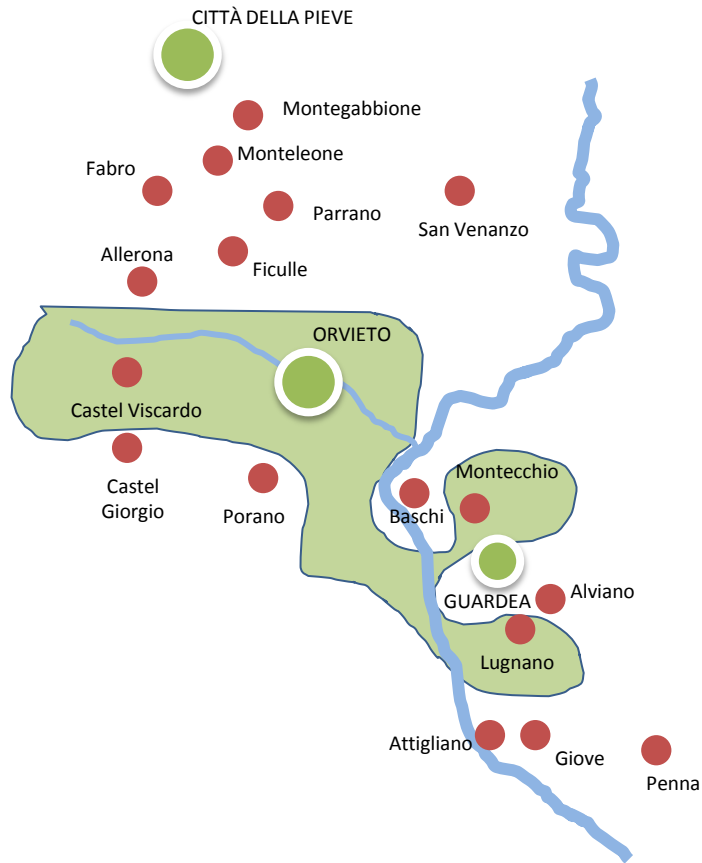 CITTÀ DELLA PIEVE
Montegabbione
Monteleone
Fabro
Parrano
San Venanzo
Allerona
Ficulle
ORVIETO
Castel Viscardo
Montecchio
Castel
Giorgio
Porano
Baschi
Alviano
GUARDEA
Lugnano
Attigliano
Giove
Penna